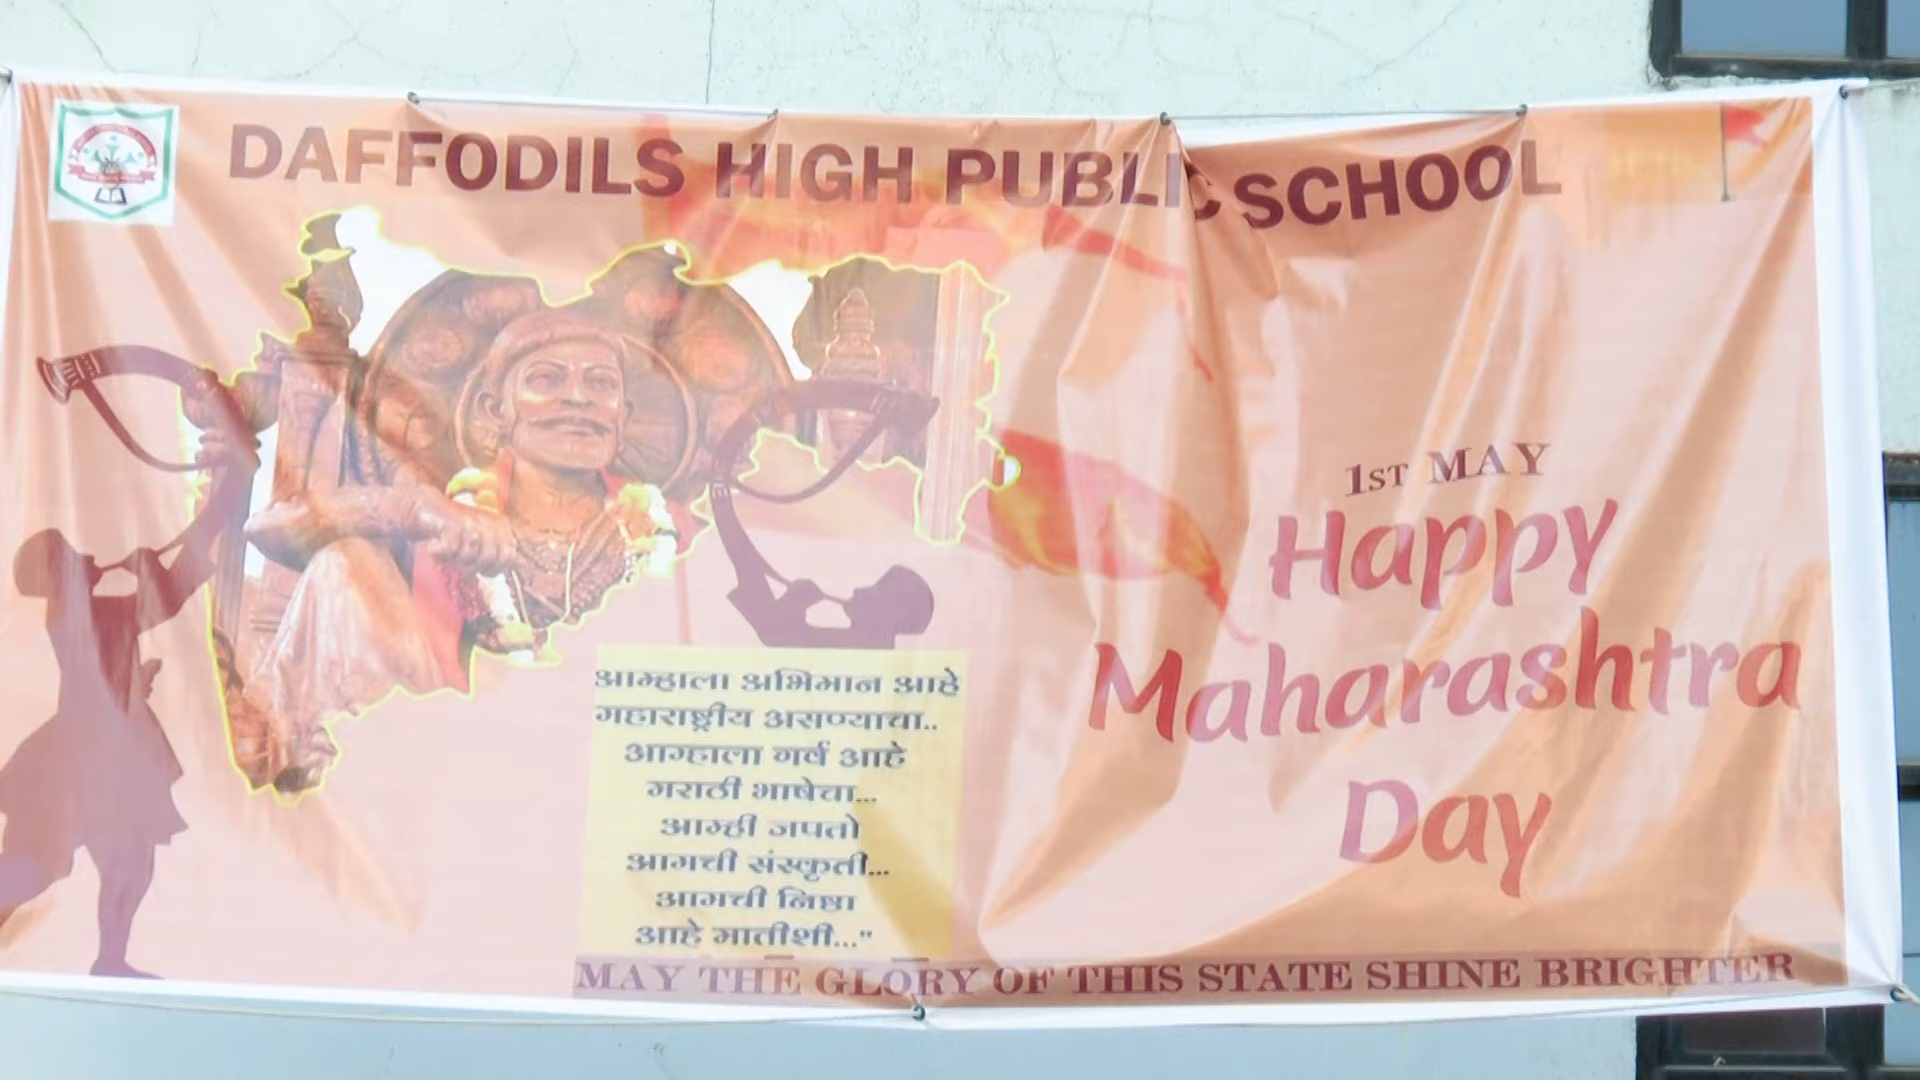 DAFFODILS HIGH PUBLIC SCHOOL
1ST MAY
Happy
Maharashtra
Day
आम्हाला अभिमान आहे
महाराष्ट्रीय असण्याचा..
आम्हाला गर्व आहे
मराठी भाषेचा...
आम्ही जपतो
आमची संस्कृती...
आमची निष्ठा
आहे मातीशी..."
MAY THE GLORY OF THIS STATE SHINE BRIGHTER